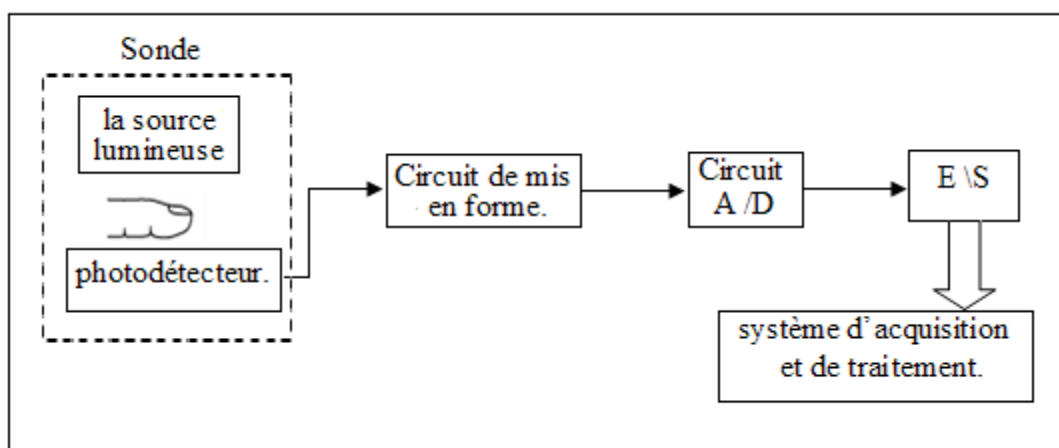 Sonde
la source
lumineuse
photodétecteur.
Circuit de mis
en forme.
Circuit
A /D
E \S
système d'acquisition
et de traitement.